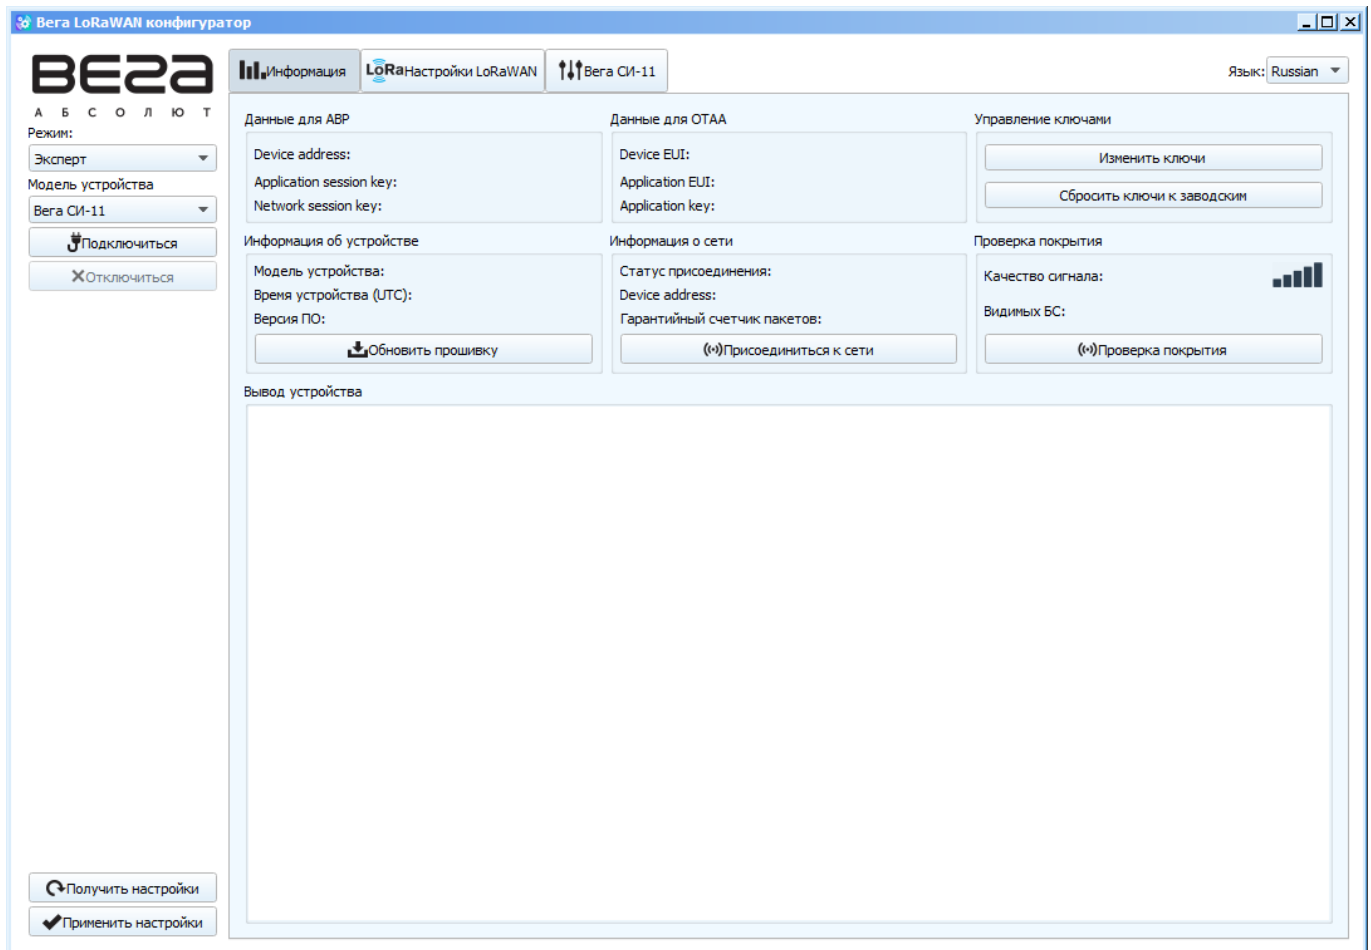 Вега LoRaWAN конфигуратор
ВЕГА
АБСОЛЮТ
Режим:
Эксперт
Модель устройства
Вега СИ-11
Подключиться
Отключиться
Получить настройки
Применить настройки
Информация
LoRa Настройки LoRaWAN
Вега СИ-11
Язык: Russian
Данные для ABP
Device address:
Application session key:
Network session key:
Данные для OTAA
Device EUI:
Application EUI:
Application key:
Управление ключами
Изменить ключи
Сбросить ключи к заводским
Информация об устройстве
Модель устройства:
Время устройства (UTC):
Версия ПО:
Обновить прошивку
Информация о сети
Статус присоединения:
Device address:
Гарантийный счетчик пакетов:
Присоединиться к сети
Проверка покрытия
Качество сигнала:
Видимых БС:
Проверка покрытия
Вывод устройства